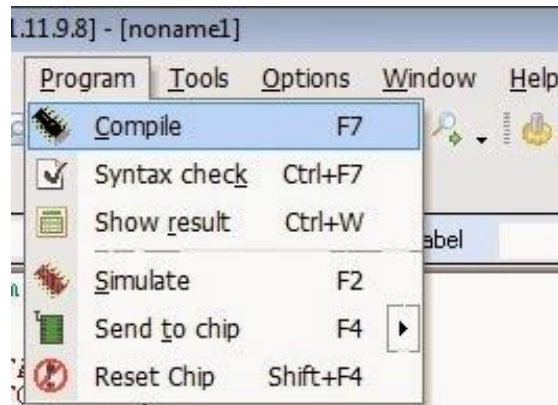 1.11.9.8] - [noname1]
Program Tools Options Window Help
Compile F7
Syntax check Ctrl+F7
Show result Ctrl+W
abel
Simulate F2
Send to chip F4
Reset Chip Shift+F4